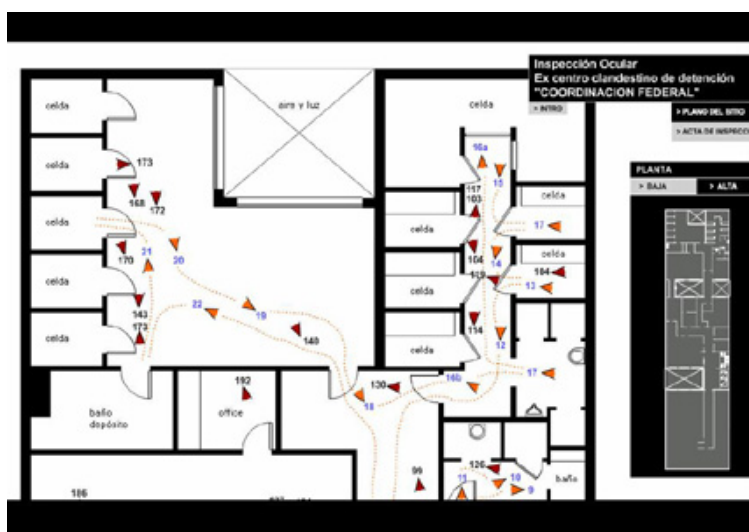 Inspección Ocular
Ex centro clandestino de detención
"COORDINACION FEDERAL"
> INTRO
> PLANO DEL SITIO
> ACTA DE INSPECC
PLANTA
> BAJA
> ALTA
celda
aire y luz
celda
16a
celda
173
15
117
168
103
celda
172
17
celda
celda
21
170
20
104
14
celda
celda
109
184
13
celda
143
22
19
114
173
140
12
celda
celda
192
130
16b
17
18
baño
depósito
office
99
126
11
10
9
baño
186